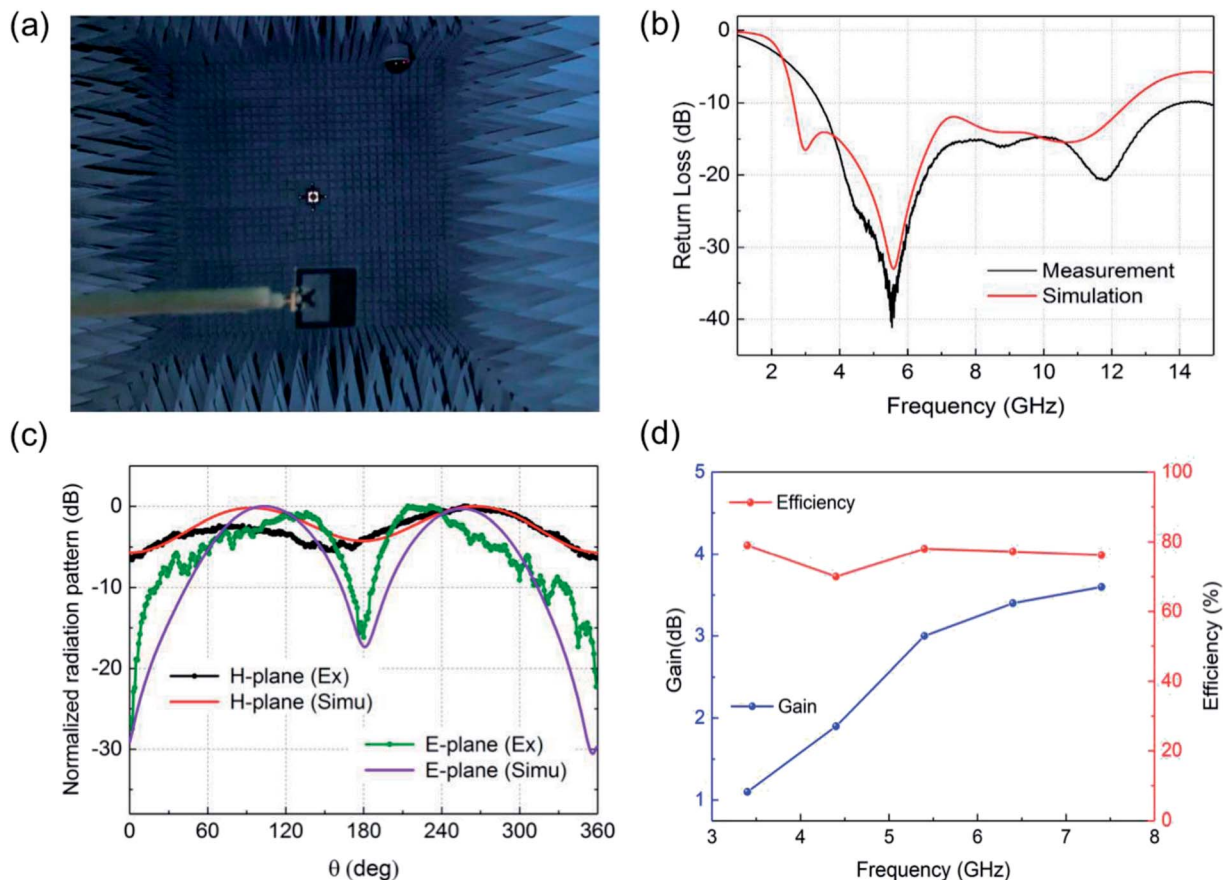 (a)
(b)
0
-10
-20
-30
-40
Return Loss (dB)
Measurement
Simulation
2 4 6 8 10 12 14
Frequency (GHz)
(c)
0
-10
-20
-30
Normalized radiation pattern (dB)
H-plane (Ex)
H-plane (Simu)
E-plane (Ex)
E-plane (Simu)
0 60 120 180 240 300 360
θ (deg)
(d)
5
4
3
2
1
Gain(dB)
Efficiency
Gain
100
80
60
40
20
0
Efficiency (%)
3 4 5 6 7 8
Frequency (GHz)